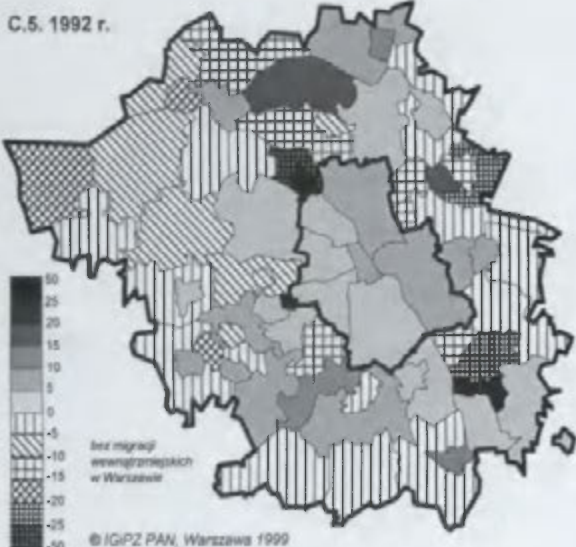 C.5. 1992 r.
50
25
20
15
10
5
0
-5
-10
-15
-20
-25
-50
bez migracji
wewnątrzmiejskich
w Warszawie
© IGiPZ PAN, Warszawa 1999